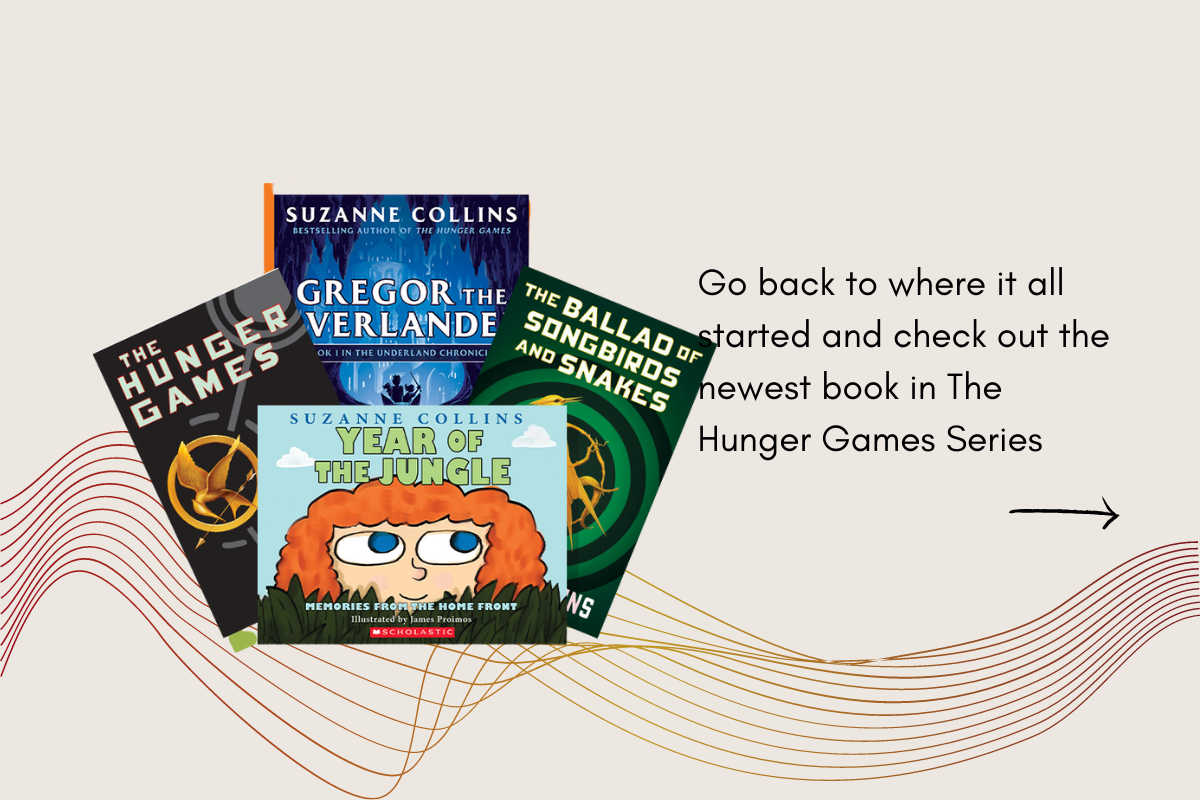 SUZANNE COLLINS
BESTSELLING AUTHOR OF THE HUNGER GAMES
GREGOR THE
VERLANDE
OK 1 IN THE UNDERLAND CHRONIC
THE
HUNGER
GAMES
THE BALLAD OF
SONGBIRDS
AND SNAKES
NS
SUZANNE COLLINS
YEAR OF
THE JUNGLE
MEMORIES FROM THE HOME FRONT
Illustrated by James Proimos
SCHOLASTIC
Go back to where it all
started and check out the
newest book in The
Hunger Games Series